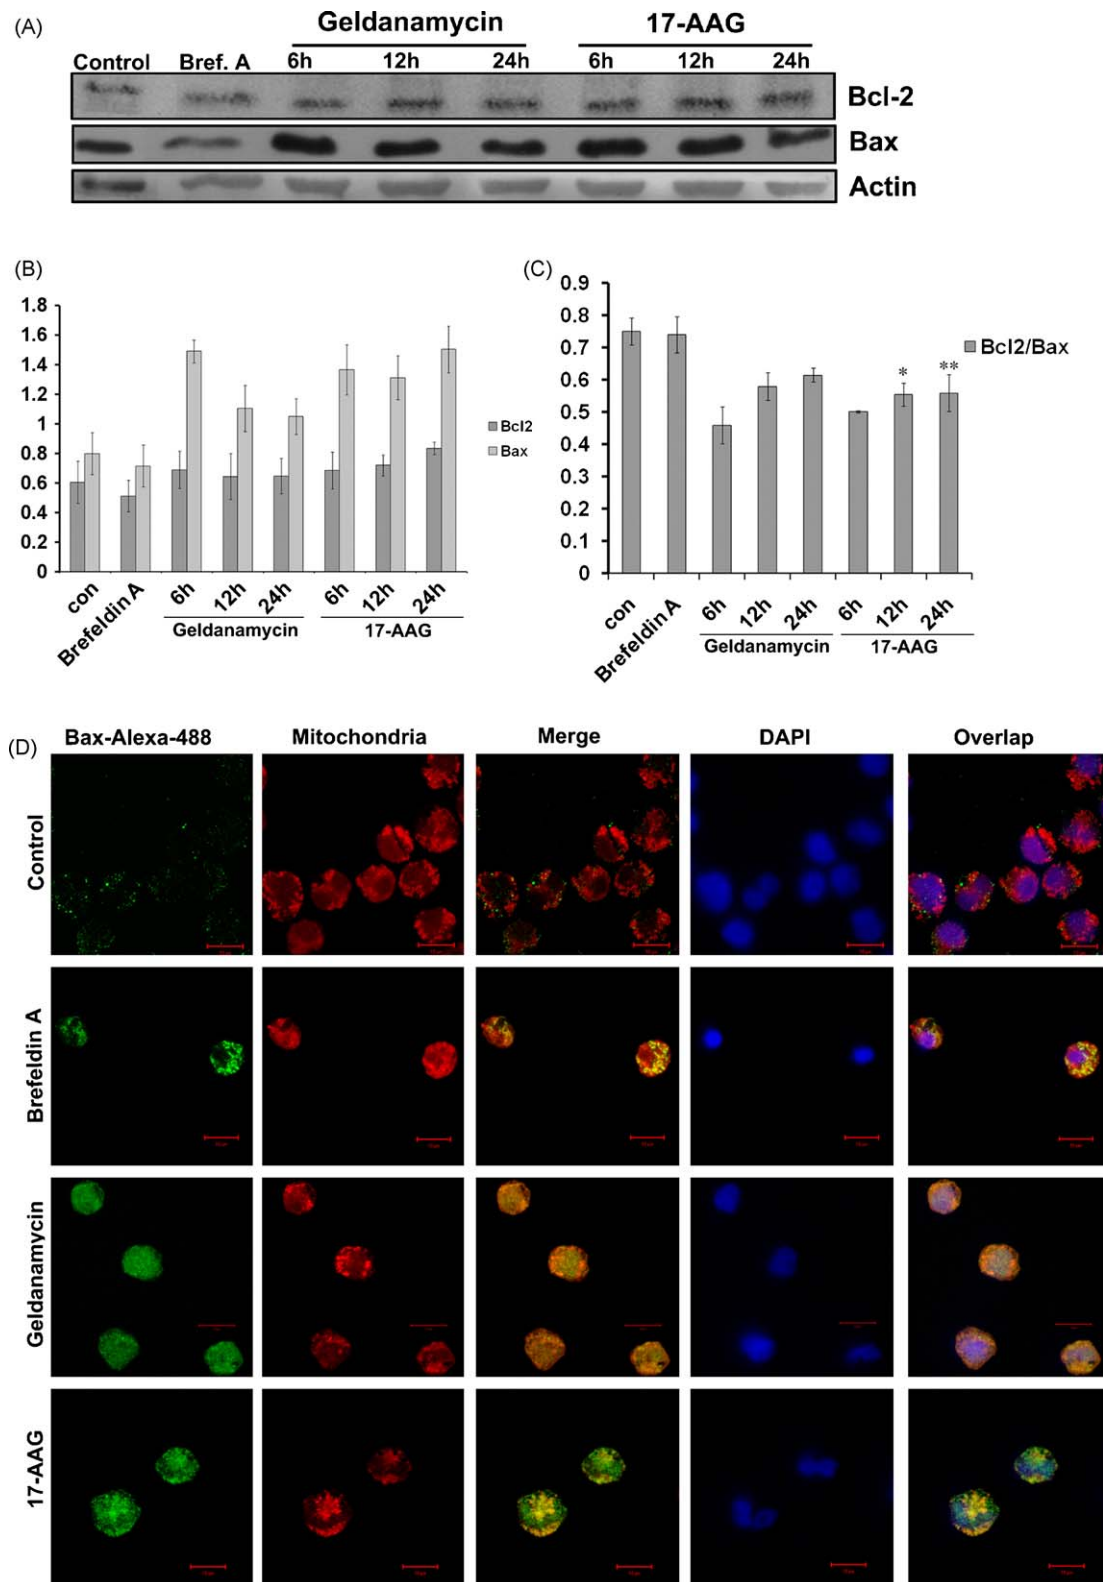 (A)
Geldanamycin 17-AAG
Control Bref. A 6h 12h 24h 6h 12h 24h
Bcl-2
Bax
Actin
(B)
1.8
1.6
1.4
1.2
1
0.8
0.6
0.4
0.2
0
Bcl2
Bax
con Brefeldin A 6h 12h 24h 6h 12h 24h
Geldanamycin 17-AAG
(C)
0.9
0.8
0.7
0.6
0.5
0.4
0.3
0.2
0.1
0
* **
Bcl2/Bax
con Brefeldin A 6h 12h 24h 6h 12h 24h
Geldanamycin 17-AAG
(D)
Bax-Alexa-488 Mitochondria Merge DAPI Overlap
Control
Brefeldin A
Geldanamycin
17-AAG